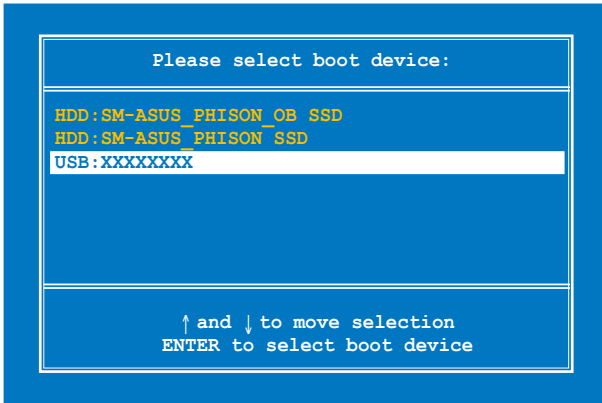 Please select boot device:
HDD:SM-ASUS_PHISON_OB SSD
HDD:SM-ASUS_PHISON SSD
USB:XXXXXXXX
↑ and ↓ to move selection
ENTER to select boot device